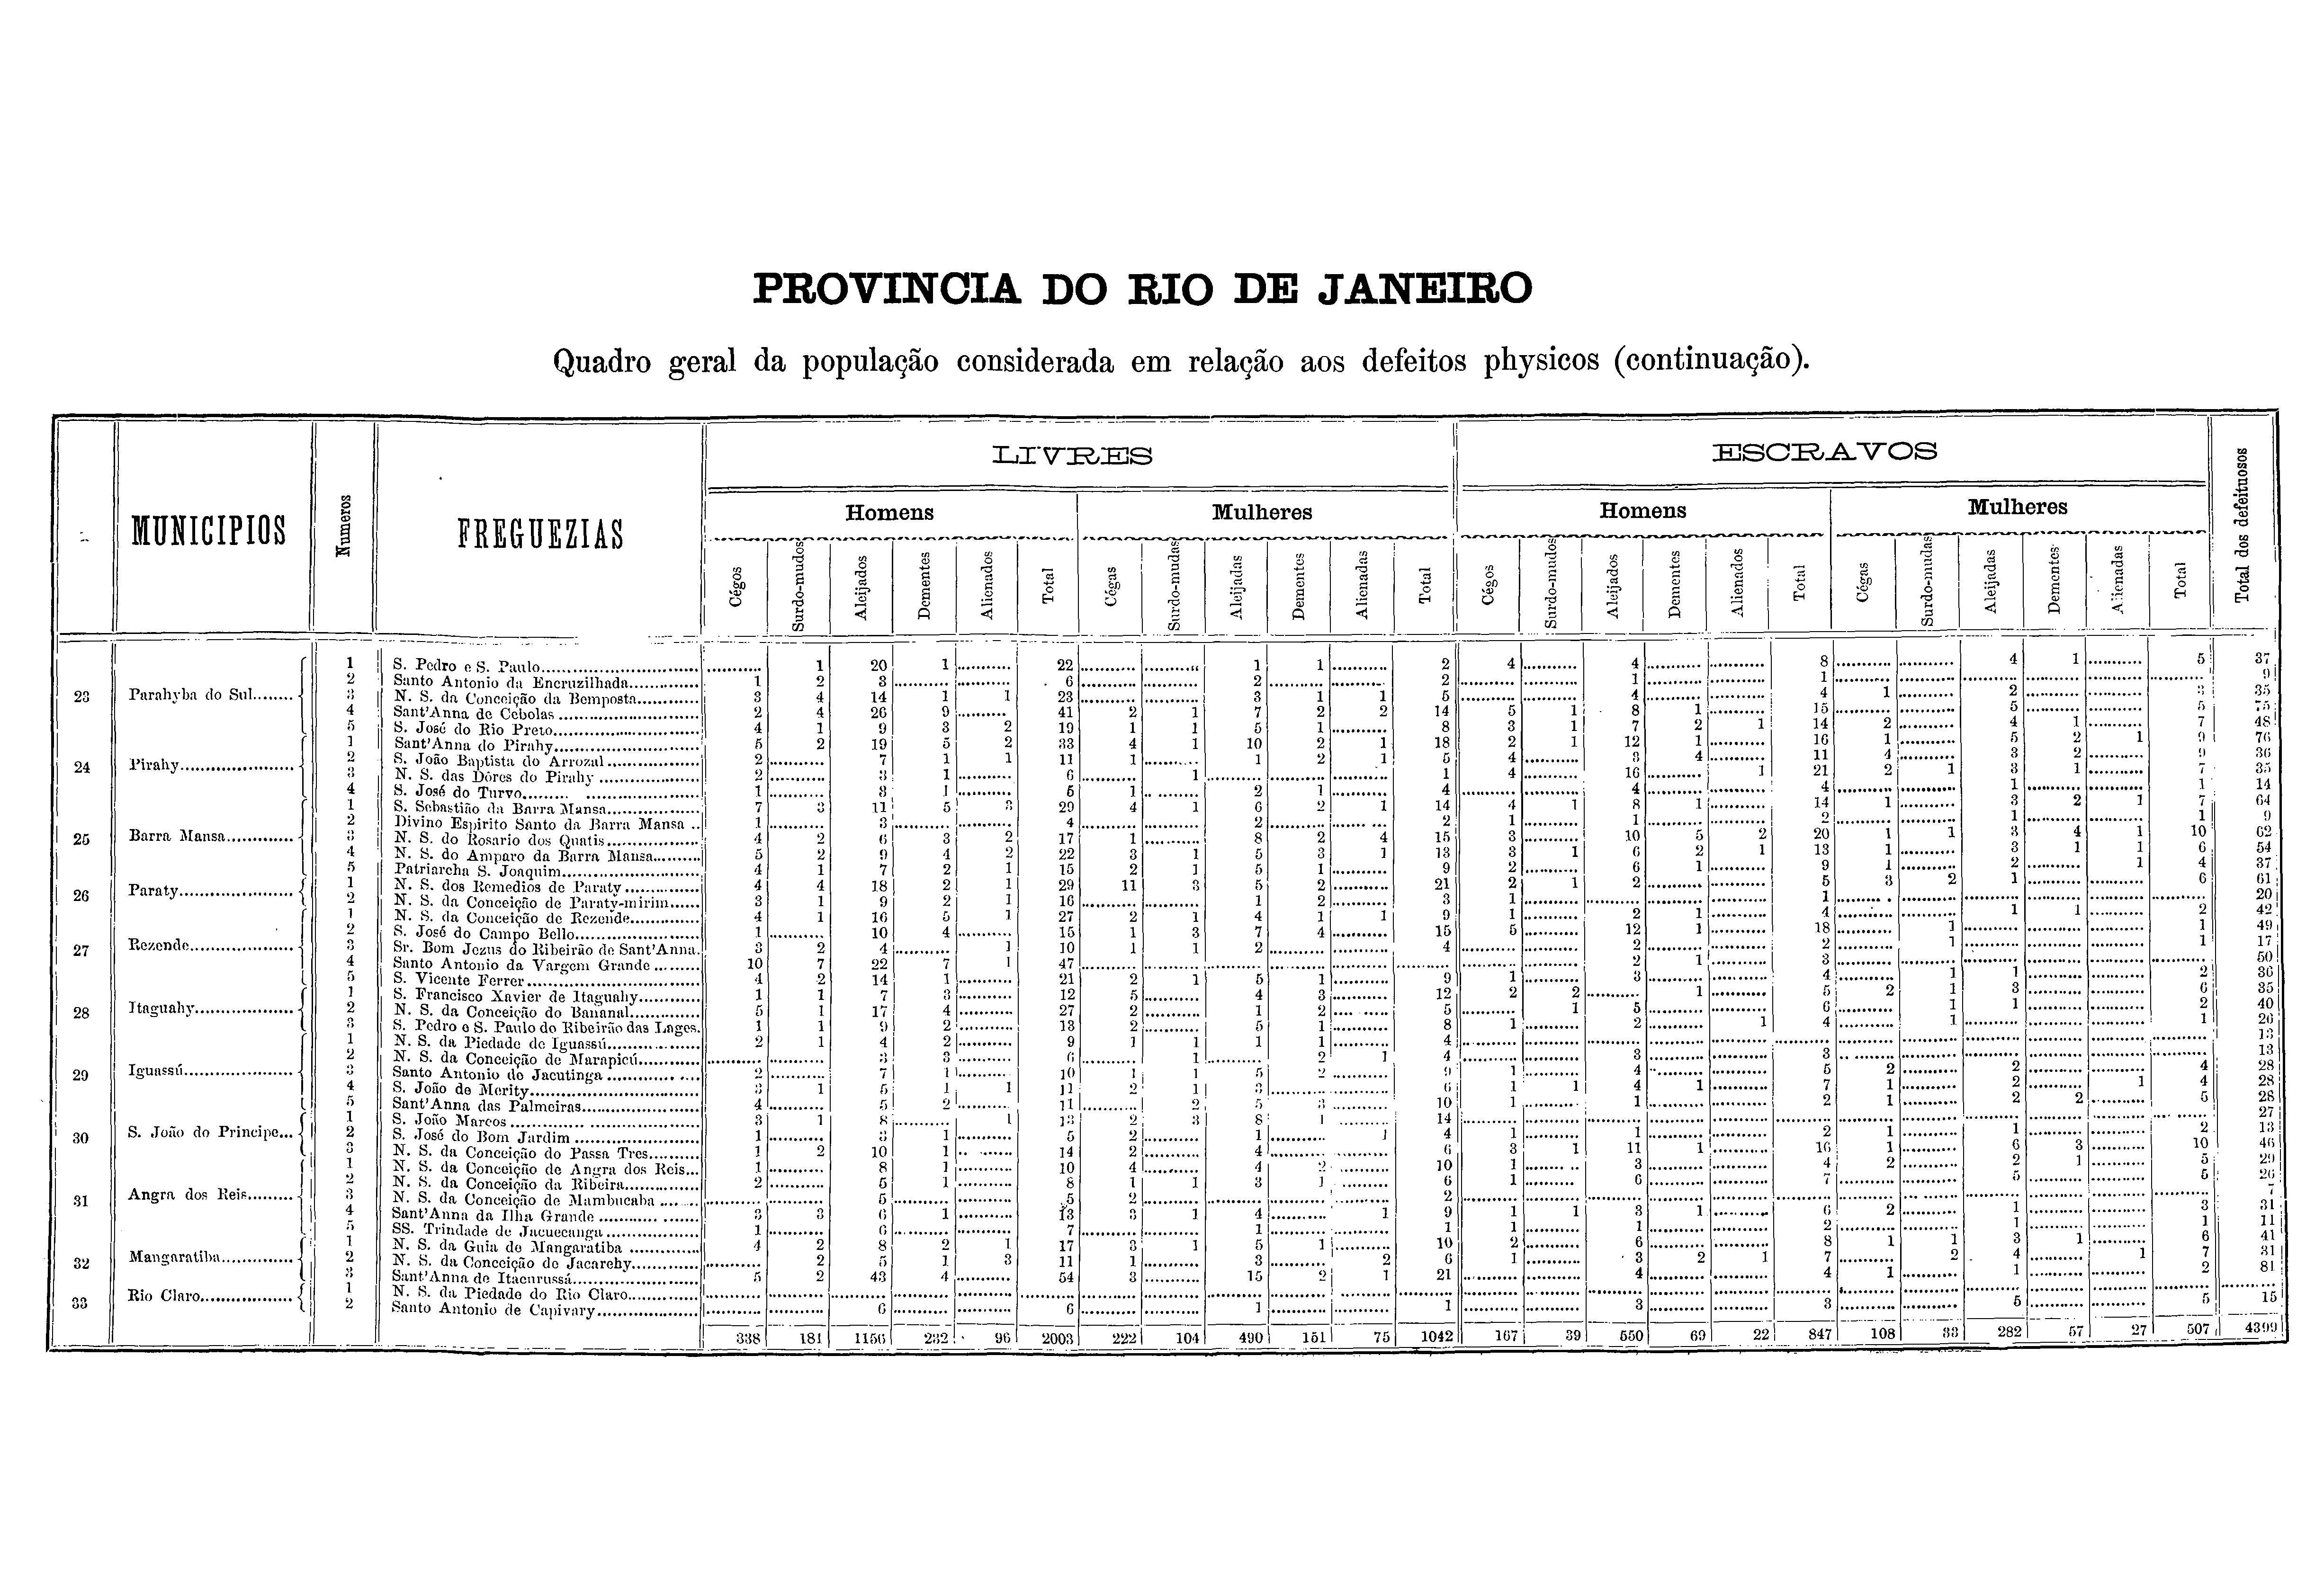 PROVINCIA DO RIO DE JANEIRO
Quadro geral da população considerada em relação aos defeitos physicos (continuação).
MUNICIPIOS Numeros FREGUEZIAS LIVRES ESCRAVOS Total dos defeituosos
Homens Mulheres Homens Mulheres
Cégos Surdo-mudos Aleijados Dementes Alienados Total Cégas Surdo-mudas Aleijadas Dementes Alienadas Total Cégos Surdo-mudos Aleijados Dementes Alienados Total Cégas Surdo-mudas Aleijadas Dementes Alienadas Total
1 S. Pedro e S. Paulo 1 20 1 22 1 1 2 4 4 8 4 1 5 37
2 Santo Antonio da Encruzilhada 1 2 3 6 2 2 1 1 9
23 Parahyba do Sul 3 N. S. da Conceição da Bemposta 3 4 14 1 1 23 3 1 1 5 4 4 1 2 3 35
4 Sant'Anna de Cebolas 2 4 26 9 41 2 1 7 2 2 14 5 1 8 1 15 5 5 75
5 S. José do Rio Preto 4 1 9 3 2 19 1 1 5 1 8 3 1 7 2 1 14 2 4 1 7 48
1 Sant'Anna do Pirahy 5 2 19 5 2 33 4 1 10 2 1 18 2 1 12 1 16 1 5 2 1 9 76
24 Pirahy 2 S. João Baptista do Arrozal 2 7 1 1 11 1 1 2 1 5 4 3 4 11 4 3 2 9 36
3 N. S. das Dôres do Pirahy 2 3 1 6 1 1 4 16 1 21 2 1 3 1 7 35
4 S. José do Turvo 1 3 1 5 1 2 1 4 4 4 1 1 14
1 S. Sebastião da Barra Mansa 7 3 11 5 3 29 4 1 6 2 1 14 4 1 8 1 14 1 3 2 1 7 64
2 Divino Espirito Santo da Barra Mansa 1 3 4 2 2 1 1 2 1 1 9
25 Barra Mansa 3 N. S. do Rosario dos Quatis 4 2 6 3 2 17 1 8 2 4 15 3 10 5 2 20 1 1 3 4 1 10 62
4 N. S. do Amparo da Barra Mansa 5 2 9 4 2 22 3 1 5 3 1 13 3 1 6 2 1 13 1 3 1 1 6 54
5 Patriarcha S. Joaquim 4 1 7 2 1 15 2 1 5 1 9 2 6 1 9 1 2 1 4 37
26 Paraty 1 N. S. dos Remedios de Paraty 4 4 18 2 1 29 11 3 5 2 21 2 1 2 5 3 2 1 6 61
2 N. S. da Conceição de Paraty-mirim 3 1 9 2 1 16 1 2 3 1 1 20
1 N. S. da Conceição de Rezende 4 1 16 5 1 27 2 1 4 1 1 9 1 2 1 4 1 1 2 42
2 S. José do Campo Bello 1 10 4 15 1 3 7 4 15 5 12 1 18 1 1 49
27 Rezende 3 Sr. Bom Jezus do Ribeirão de Sant'Anna. 3 2 4 1 10 1 1 2 4 2 2 1 1 17
4 Santo Antonio da Vargem Grande 10 7 22 7 1 47 2 1 3 50
5 S. Vicente Ferrer 4 2 14 1 21 2 1 5 1 9 1 3 4 1 1 2 36
1 S. Francisco Xavier de Itaguahy 1 1 7 3 12 5 4 3 12 2 2 1 5 2 1 3 6 35
28 Itaguahy 2 N. S. da Conceição do Bananal 5 1 17 4 27 2 1 2 5 1 5 6 1 1 2 40
3 S. Pedro e S. Paulo do Ribeirão das Lages. 1 1 9 2 13 2 5 1 8 1 2 1 4 1 1 26
1 N. S. da Piedade de Iguassú 2 1 4 2 9 1 1 1 1 4 13
2 N. S. da Conceição de Marapicú 3 3 6 1 2 1 4 3 3 13
29 Iguassú 3 Santo Antonio de Jacutinga 2 7 1 10 1 1 5 2 9 1 4 5 2 2 4 28
4 S. João de Merity 3 1 5 1 1 11 2 1 3 6 1 1 4 1 7 1 2 1 4 28
5 Sant'Anna das Palmeiras 4 5 2 11 2 5 3 10 1 1 2 1 2 2 5 28
1 S. João Marcos 3 1 8 1 13 2 3 8 1 14 27
30 S. João do Principe 2 S. José do Bom Jardim 1 3 1 5 2 1 1 4 1 1 2 1 1 2 13
3 N. S. da Conceição do Passa Tres 1 2 10 1 14 2 4 6 3 1 11 1 16 1 6 3 10 46
1 N. S. da Conceição de Angra dos Reis 1 8 1 10 4 4 2 10 1 3 4 2 2 1 5 29
2 N. S. da Conceição da Ribeira 2 5 1 8 1 1 3 1 6 1 6 7 5 5 26
31 Angra dos Reis 3 N. S. da Conceição de Mambucaba 5 5 2 2 7
4 Sant'Anna da Ilha Grande 3 3 6 1 13 3 1 4 1 9 1 1 3 1 6 2 1 3 31
5 SS. Trindade de Jacuecanga 1 6 7 1 1 1 1 2 1 1 11
1 N. S. da Guia de Mangaratiba 4 2 8 2 1 17 3 1 5 1 10 2 6 8 1 1 3 1 6 41
32 Mangaratiba 2 N. S. da Conceição de Jacarehy 2 5 1 3 11 1 3 2 6 1 3 2 1 7 2 4 1 7 31
3 Sant'Anna de Itacurussá 5 2 43 4 54 3 15 2 1 21 4 4 1 1 2 81
33 Rio Claro 1 N. S. da Piedade do Rio Claro
2 Santo Antonio de Capivary 6 6 1 1 3 3 5 5 15
338 181 1156 232 96 2003 222 104 490 151 75 1042 167 39 550 69 22 847 108 33 282 57 27 507 4399